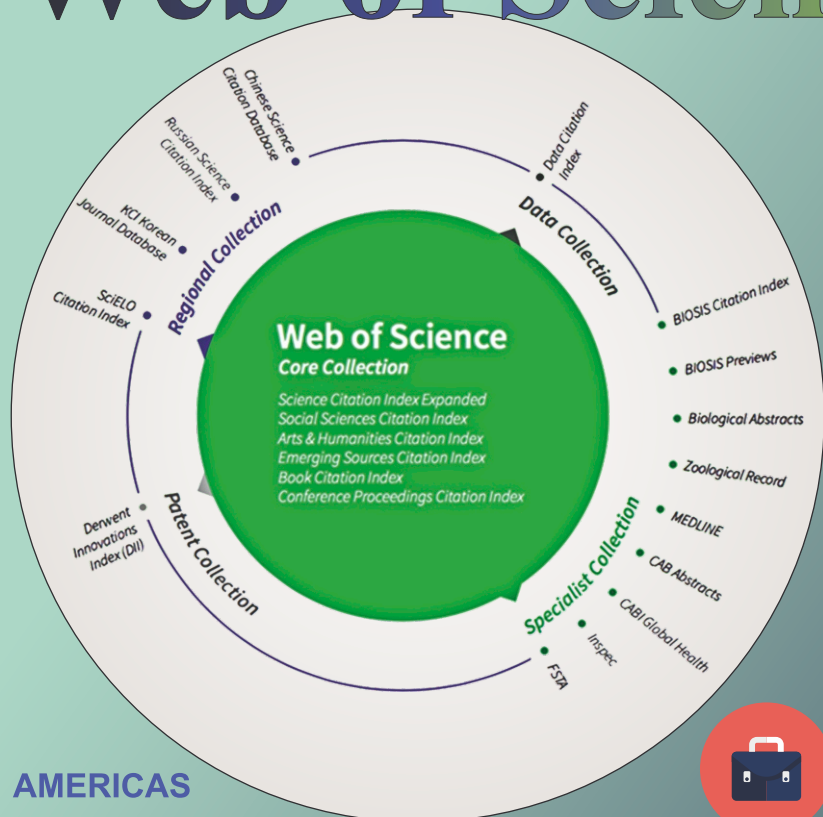 Web of Scien
Chinese Science
Citation Database
Russian Science
Citation Index
KCI Korean
Journal Database
SciELO
Citation Index
Regional Collection
Data Citation
Index
Data Collection
Web of Science
Core Collection
Science Citation Index Expanded
Social Sciences Citation Index
Arts & Humanities Citation Index
Emerging Sources Citation Index
Book Citation Index
Conference Proceedings Citation Index
BIOSIS Citation Index
BIOSIS Previews
Biological Abstracts
Zoological Record
MEDLINE
CAB Abstracts
CABI Global Health
Inspec
FSTA
Specialist Collection
Patent Collection
Derwent
Innovations
Index (DII)
AMERICAS